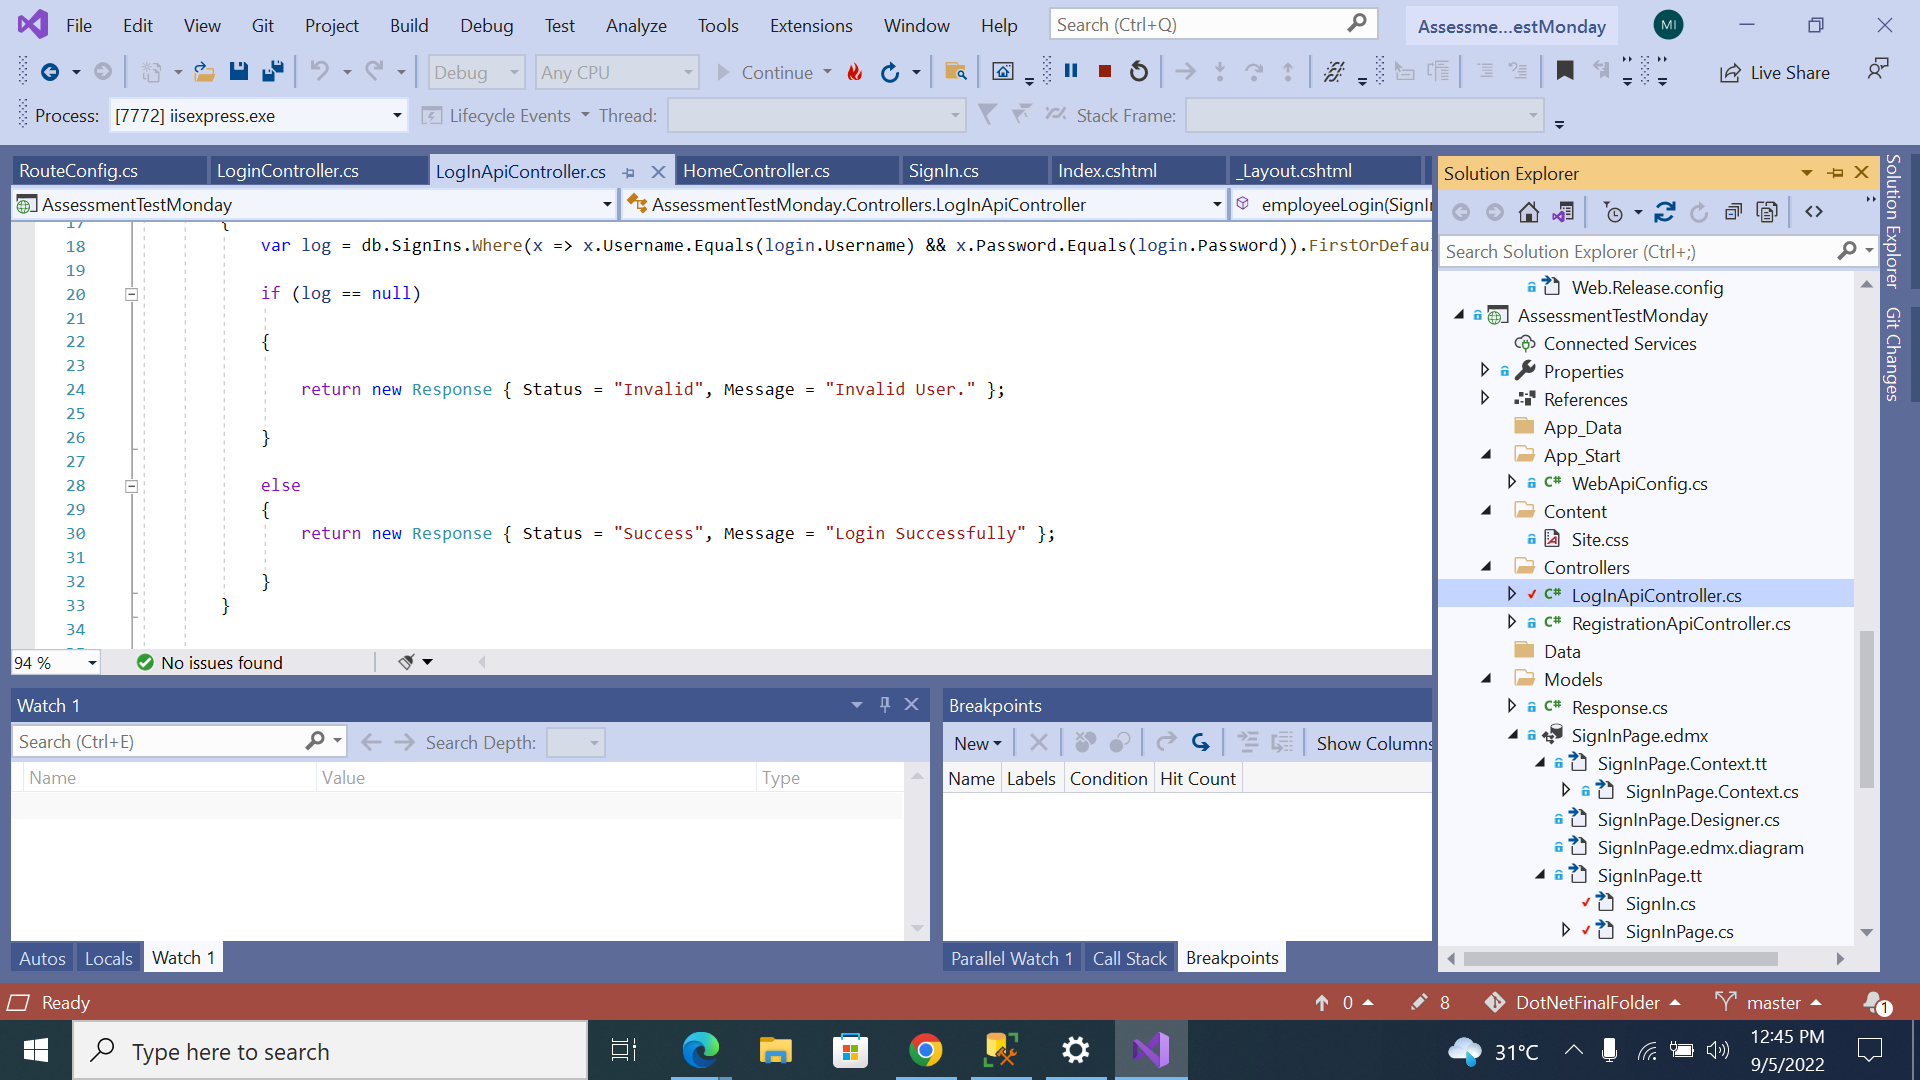 File Edit View Git Project Build Debug Test Analyze Tools Extensions Window Help Search (Ctrl+Q) Assessme...estMonday MI
Debug Any CPU Continue Live Share
Process: [7772] iisexpress.exe Lifecycle Events Thread: Stack Frame:
RouteConfig.cs LoginController.cs LogInApiController.cs HomeController.cs SignIn.cs Index.cshtml _Layout.cshtml
AssessmentTestMonday AssessmentTestMonday.Controllers.LogInApiController employeeLogin(SignIn
17 {
18 var log = db.SignIns.Where(x => x.Username.Equals(login.Username) && x.Password.Equals(login.Password)).FirstOrDefau
19
20 if (log == null)
21
22 {
23
24 return new Response { Status = "Invalid", Message = "Invalid User." };
25
26 }
27
28 else
29 {
30 return new Response { Status = "Success", Message = "Login Successfully" };
31
32 }
33 }
34
94 % No issues found
Watch 1
Search (Ctrl+E) Search Depth:
Name Value Type
Autos Locals Watch 1
Breakpoints
New Show Columns
Name Labels Condition Hit Count
Parallel Watch 1 Call Stack Breakpoints
Solution Explorer
Search Solution Explorer (Ctrl+;)
Web.Release.config
AssessmentTestMonday
Connected Services
Properties
References
App_Data
App_Start
C# WebApiConfig.cs
Content
Site.css
Controllers
C# LogInApiController.cs
C# RegistrationApiController.cs
Data
Models
C# Response.cs
SignInPage.edmx
SignInPage.Context.tt
SignInPage.Context.cs
SignInPage.Designer.cs
SignInPage.edmx.diagram
SignInPage.tt
SignIn.cs
SignInPage.cs
Solution Explorer
Git Changes
Ready 0 8 DotNetFinalFolder master 1
Type here to search 31°C 12:45 PM
9/5/2022